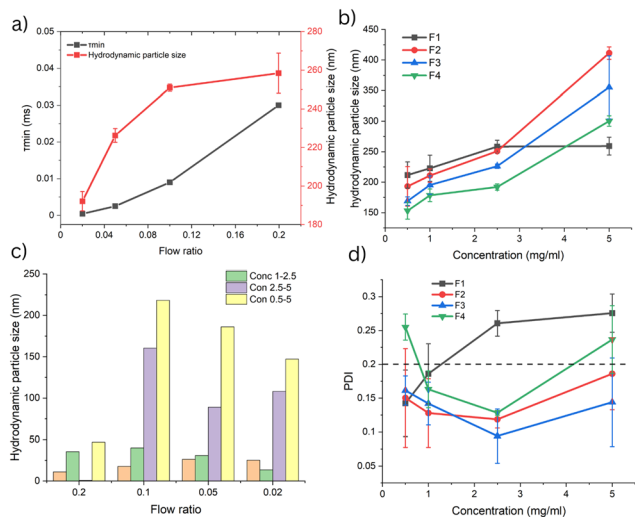 a)
τmin
Hydrodynamic particle size
0.05
0.04
0.03
0.02
0.01
0
τmin (ms)
280
260
240
220
200
180
Hydrodynamic particle size (nm)
0.04
0.08
0.12
0.16
0.2
Flow ratio
b)
F1
F2
F3
F4
450
400
350
300
250
200
150
hydrodynamic particle size (nm)
0
1
2
3
4
5
Concentration (mg/ml)
c)
Conc 1-2.5
Con 2.5-5
Con 0.5-5
250
200
150
100
50
0
Hydrodynamic particle size (nm)
0.2
0.1
0.05
0.02
Flow ratio
d)
F1
F2
F3
F4
0.3
0.25
0.2
0.15
0.1
0.05
PDI
0
1
2
3
4
5
Concentration (mg/ml)